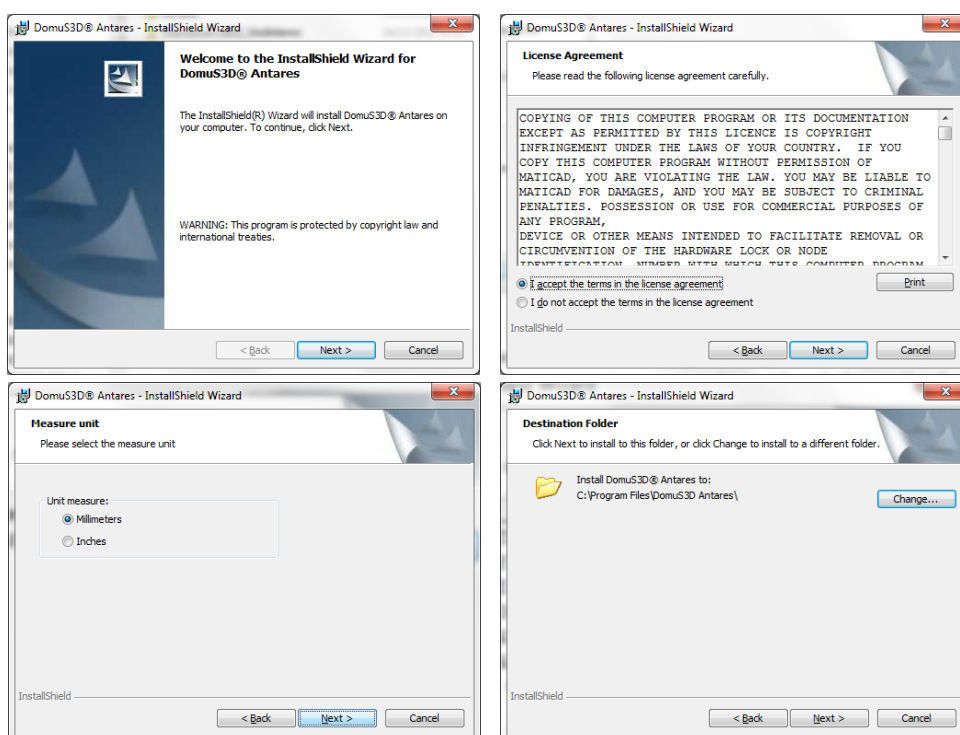 DomuS3D® Antares - InstallShield Wizard
Welcome to the InstallShield Wizard for
DomuS3D® Antares
The InstallShield(R) Wizard will install DomuS3D® Antares on
your computer. To continue, click Next.
WARNING: This program is protected by copyright law and
international treaties.
< Back
Next >
Cancel
DomuS3D® Antares - InstallShield Wizard
License Agreement
Please read the following license agreement carefully.
COPYING OF THIS COMPUTER PROGRAM OR ITS DOCUMENTATION
EXCEPT AS PERMITTED BY THIS LICENCE IS COPYRIGHT
INFRINGEMENT UNDER THE LAWS OF YOUR COUNTRY. IF YOU
COPY THIS COMPUTER PROGRAM WITHOUT PERMISSION OF
MATICAD, YOU ARE VIOLATING THE LAW. YOU MAY BE LIABLE TO
MATICAD FOR DAMAGES, AND YOU MAY BE SUBJECT TO CRIMINAL
PENALTIES. POSSESSION OR USE FOR COMMERCIAL PURPOSES OF
ANY PROGRAM,
DEVICE OR OTHER MEANS INTENDED TO FACILITATE REMOVAL OR
CIRCUMVENTION OF THE HARDWARE LOCK OR NODE
IDENTIFICATION NUMBER WITH WHICH THIS COMPUTER PROGRAM
I accept the terms in the license agreement
Print
I do not accept the terms in the license agreement
InstallShield
< Back
Next >
Cancel
DomuS3D® Antares - InstallShield Wizard
Measure unit
Please select the measure unit
Unit measure:
Millimeters
Inches
InstallShield
< Back
Next >
Cancel
DomuS3D® Antares - InstallShield Wizard
Destination Folder
Click Next to install to this folder, or click Change to install to a different folder.
Install DomuS3D® Antares to:
C:\Program Files\DomuS3D Antares\
Change...
InstallShield
< Back
Next >
Cancel